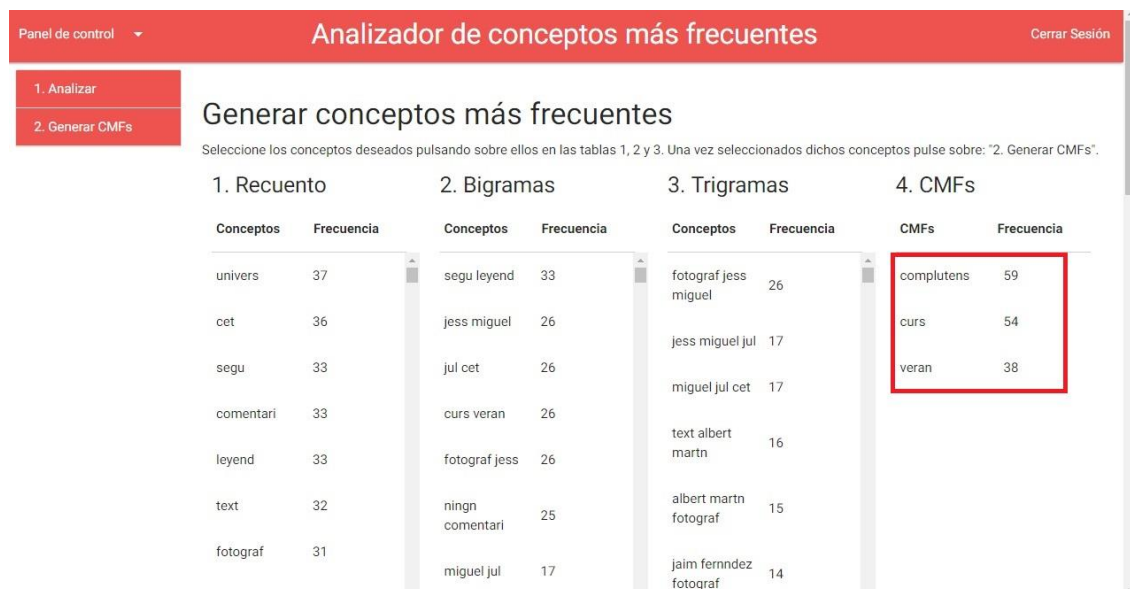 Panel de control
Analizador de conceptos más frecuentes
Cerrar Sesión
1. Analizar
2. Generar CMFs
Generar conceptos más frecuentes
Seleccione los conceptos deseados pulsando sobre ellos en las tablas 1, 2 y 3. Una vez seleccionados dichos conceptos pulse sobre: "2. Generar CMFs".
1. Recuento
Conceptos Frecuencia
univers 37
cet 36
segu 33
comentari 33
leyend 33
text 32
fotograf 31
2. Bigramas
Conceptos Frecuencia
segu leyend 33
jess miguel 26
jul cet 26
curs veran 26
fotograf jess 26
ningn
comentari 25
miguel jul 17
3. Trigramas
Conceptos Frecuencia
fotograf jess
miguel 26
jess miguel jul 17
miguel jul cet 17
text albert
martn 16
albert martn
fotograf 15
jaim fernndez
fotograf 14
4. CMFs
CMFs Frecuencia
complutens 59
curs 54
veran 38